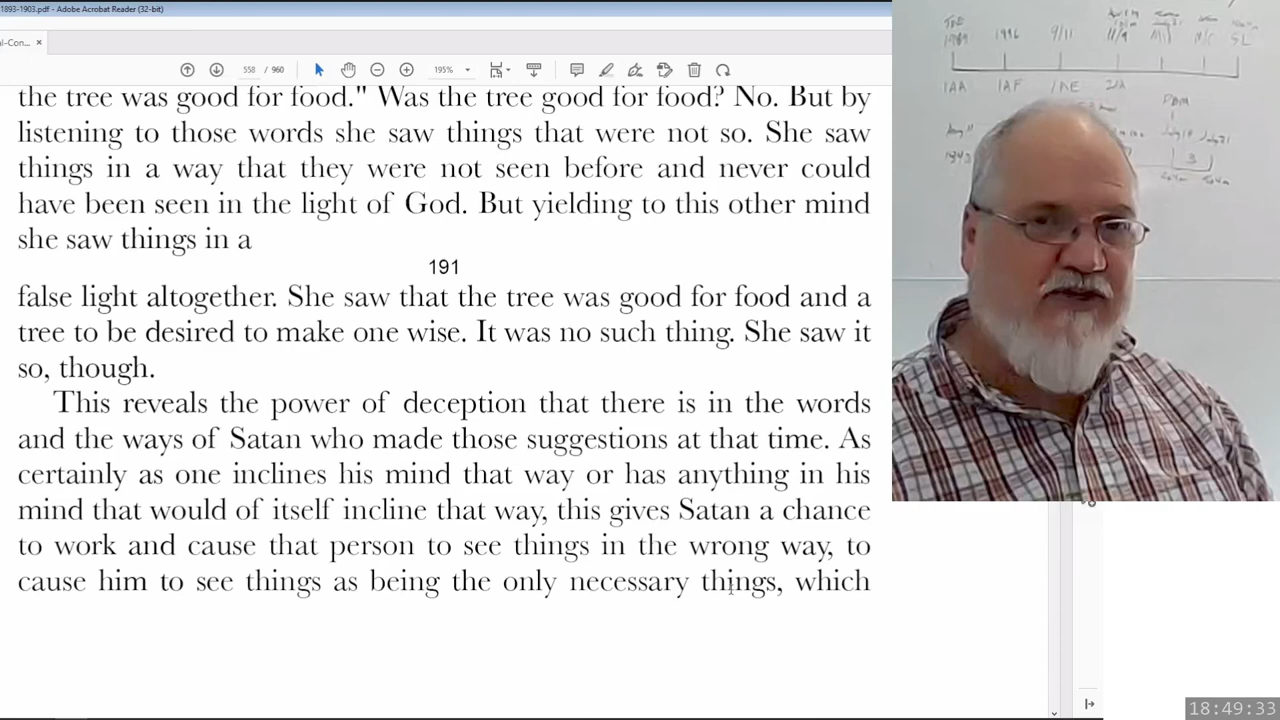 1893-1903.pdf - Adobe Acrobat Reader (32-bit)
al-Con...
558 / 960
195%
the tree was good for food." Was the tree good for food? No. But by
listening to those words she saw things that were not so. She saw
things in a way that they were not seen before and never could
have been seen in the light of God. But yielding to this other mind
she saw things in a
191
false light altogether. She saw that the tree was good for food and a
tree to be desired to make one wise. It was no such thing. She saw it
so, though.
This reveals the power of deception that there is in the words
and the ways of Satan who made those suggestions at that time. As
certainly as one inclines his mind that way or has anything in his
mind that would of itself incline that way, this gives Satan a chance
to work and cause that person to see things in the wrong way, to
cause him to see things as being the only necessary things, which
1989 1996 9/11 11/9
1AA 1AF
3
18:49:33